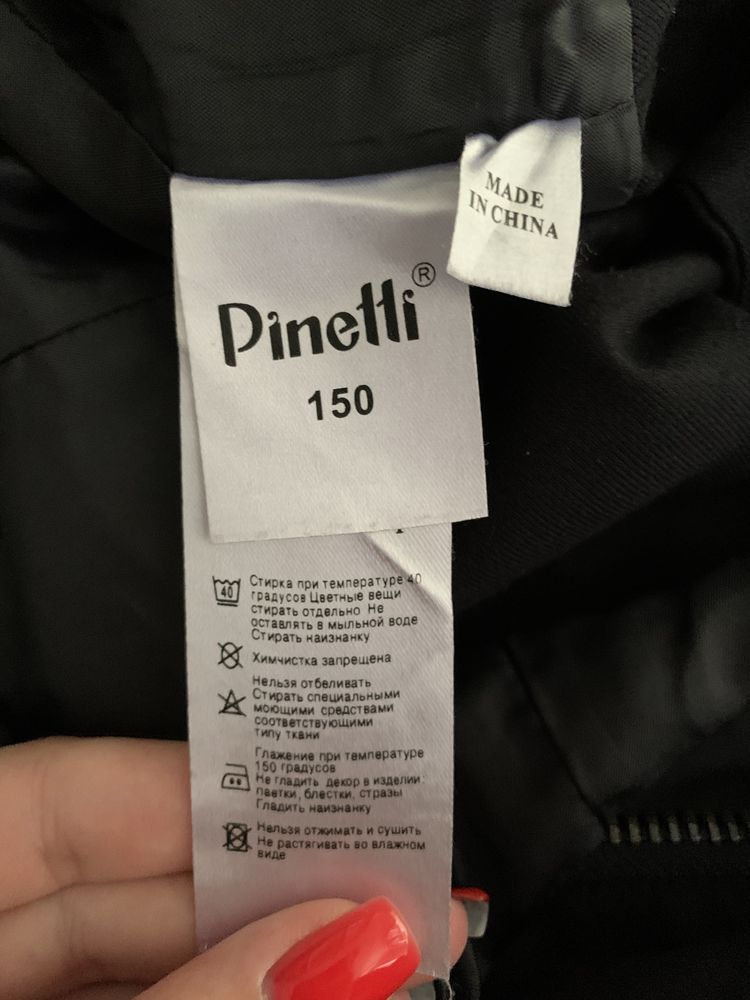 MADE
IN CHINA
Pinetti®
150
40
Стирка при температуре 40
градусов Цветные вещи
стирать отдельно Не
оставлять в мыльной воде
Стирать наизнанку
Химчистка запрещена
Нельзя отбеливать
Стирать специальными
моющими средствами
соответствующими
типу ткани
Глажение при температуре
150 градусов
Не гладить декор в изделии:
паетки, блестки, стразы
Гладить наизнанку
Нельзя отжимать и сушить
Не растягивать во влажном
виде